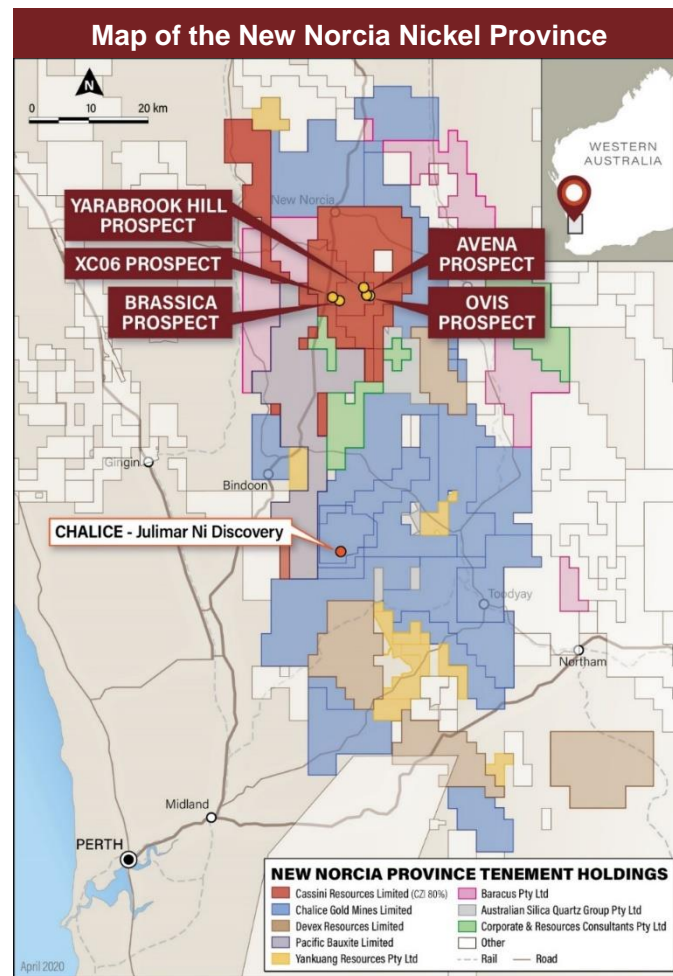 Map of the New Norcia Nickel Province
N
0 10 20 km
WESTERN
AUSTRALIA
New Norcia
YARABROOK HILL
PROSPECT
XC06 PROSPECT
BRASSICA
PROSPECT
AVENA
PROSPECT
OVIS
PROSPECT
Gingin
Bindoon
CHALICE - Julimar Ni Discovery
Toodyay
Northam
Midland
PERTH
NEW NORCIA PROVINCE TENEMENT HOLDINGS
Cassini Resources Limited (CZI 80%)
Chalice Gold Mines Limited
Devex Resources Limited
Pacific Bauxite Limited
Yankuang Resources Pty Ltd
Baracus Pty Ltd
Australian Silica Quartz Group Pty Ltd
Corporate & Resources Consultants Pty Ltd
Other
Rail Road
April 2020